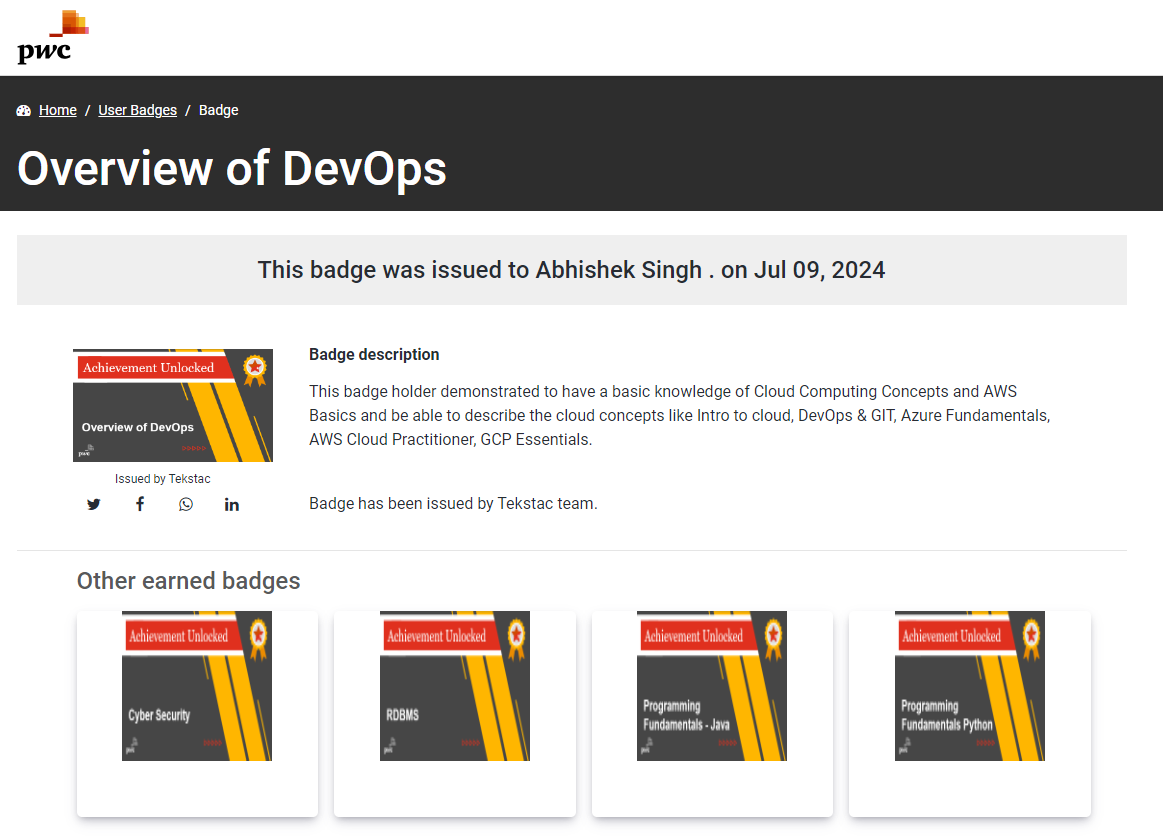 pwc
Home / User Badges / Badge
Overview of DevOps
This badge was issued to Abhishek Singh . on Jul 09, 2024
Achievement Unlocked
Overview of DevOps
pwc
Issued by Tekstac
Badge description
This badge holder demonstrated to have a basic knowledge of Cloud Computing Concepts and AWS
Basics and be able to describe the cloud concepts like Intro to cloud, DevOps & GIT, Azure Fundamentals,
AWS Cloud Practitioner, GCP Essentials.
Badge has been issued by Tekstac team.
Other earned badges
Achievement Unlocked
Cyber Security
pwc
Achievement Unlocked
RDBMS
pwc
Achievement Unlocked
Programming
Fundamentals - Java
pwc
Achievement Unlocked
Programming
Fundamentals Python
pwc